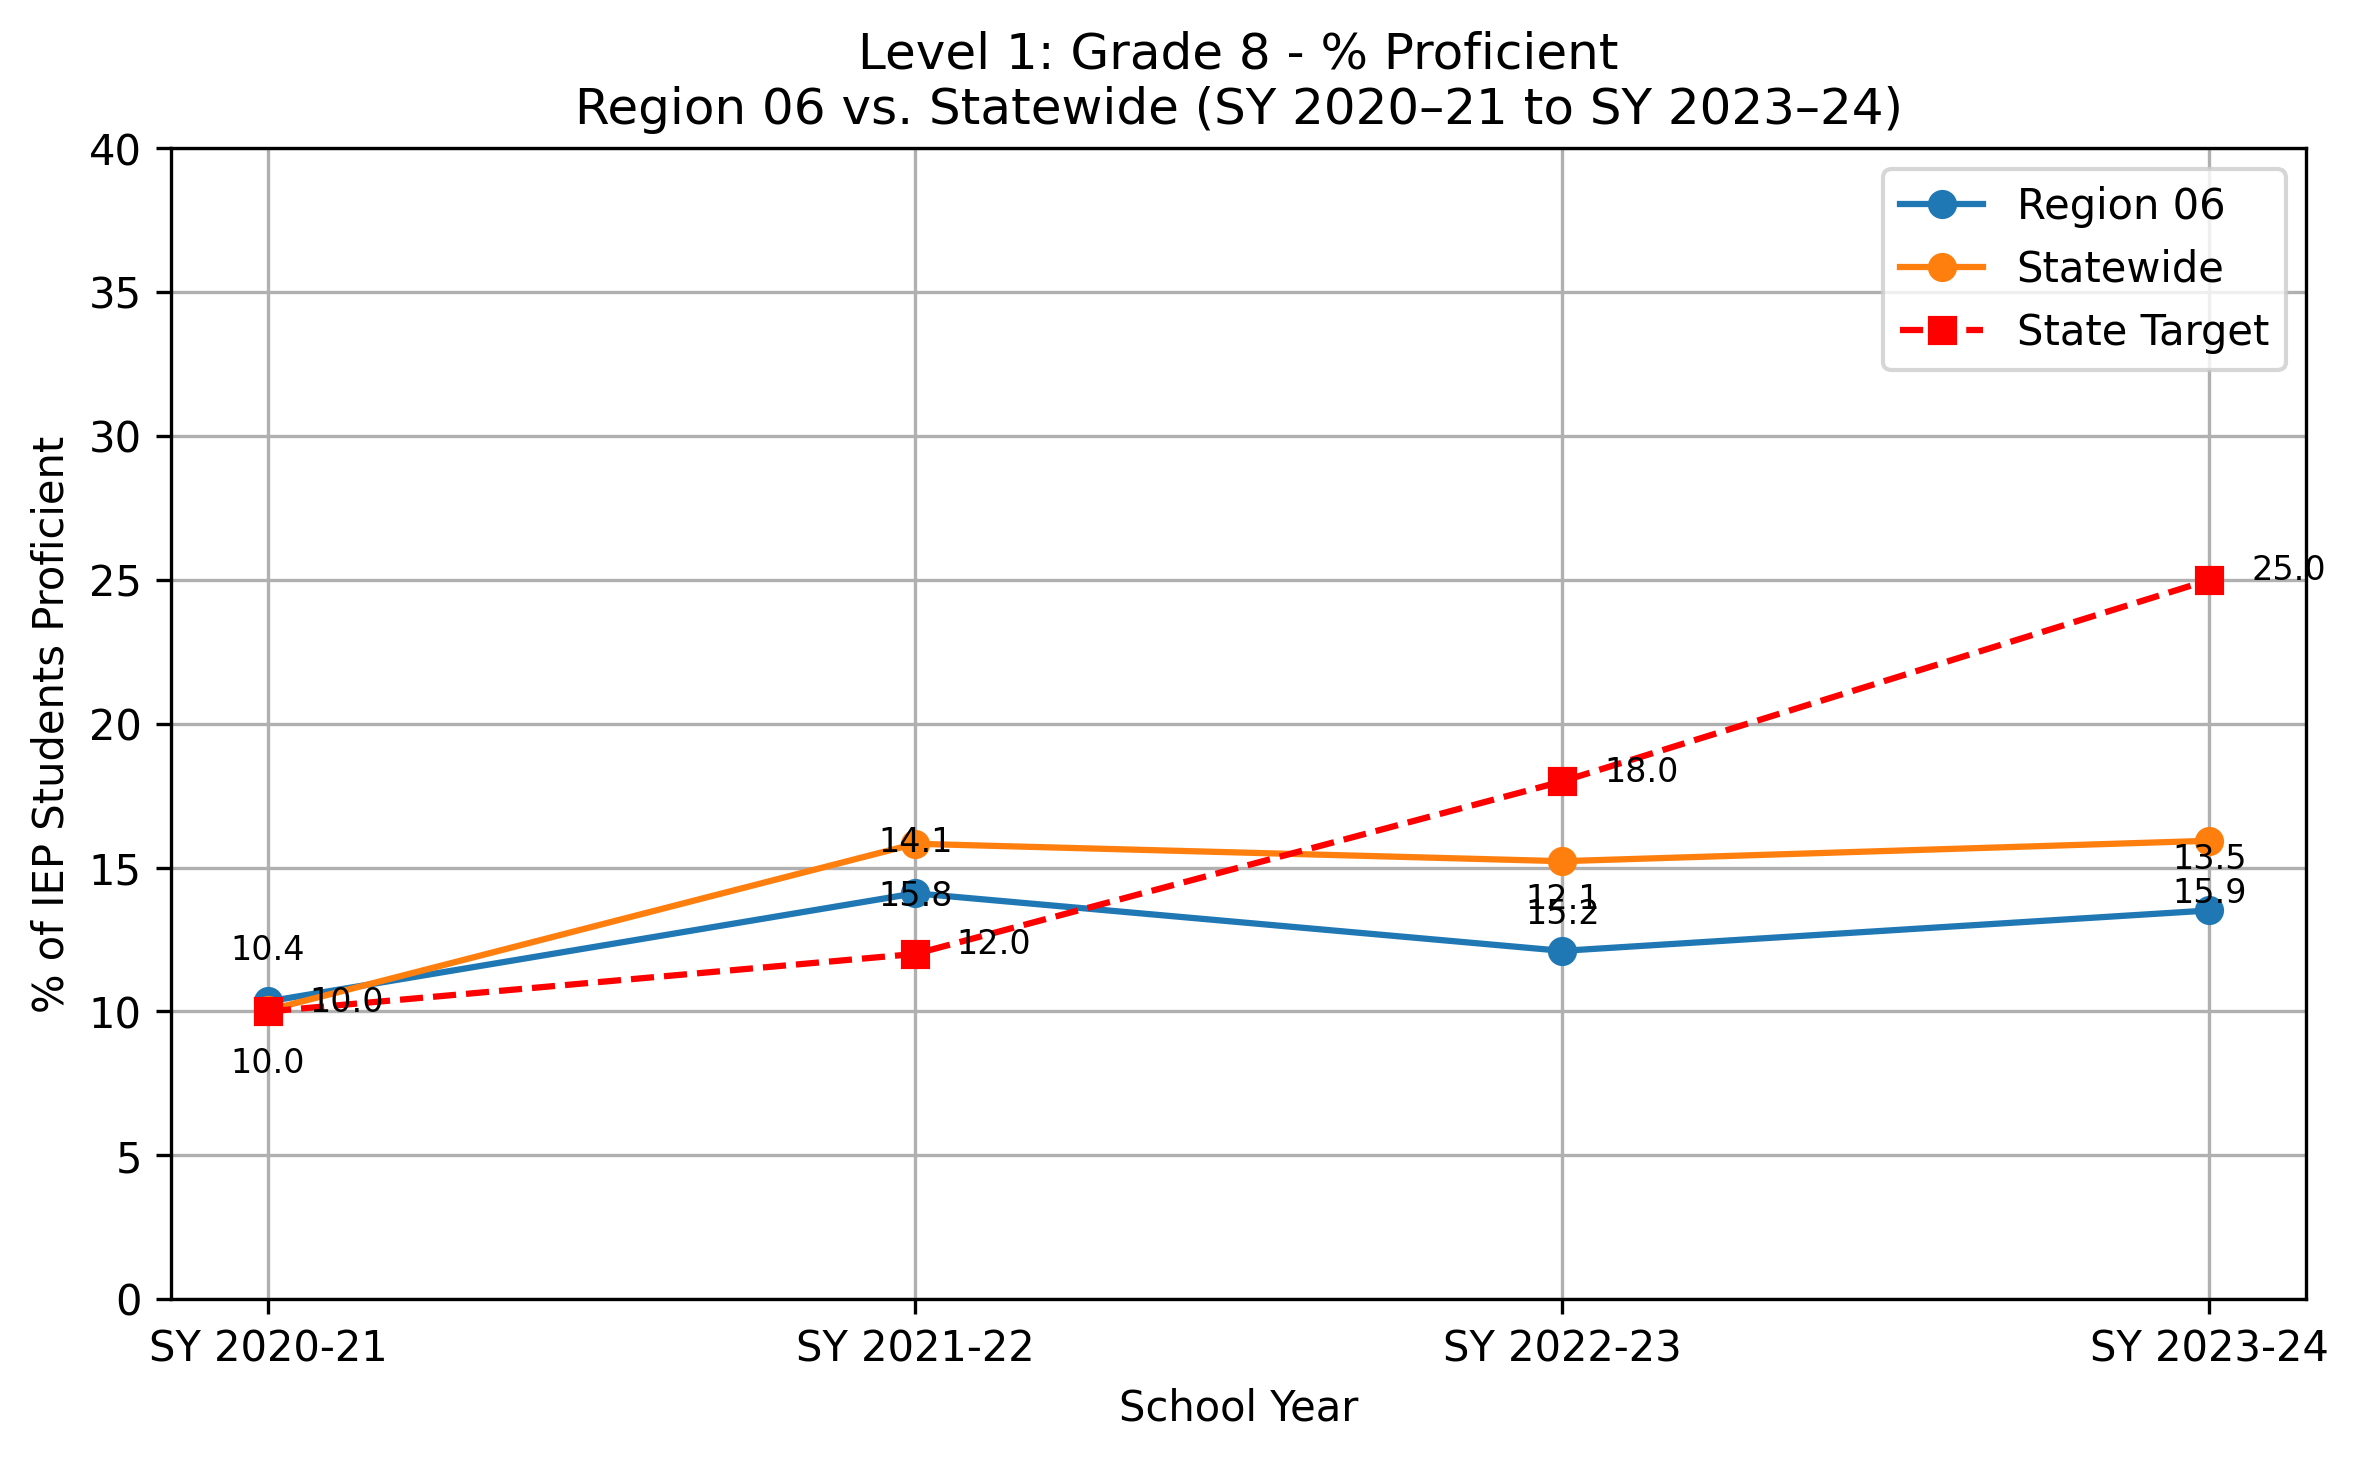 Level 1: Grade 8 - % Proficient
Region 06 vs. Statewide (SY 2020–21 to SY 2023–24)
Region 06
Statewide
State Target
% of IEP Students Proficient
40
35
30
25
20
15
10
5
0
25.0
18.0
14.1
13.5
15.8
12.1
15.9
15.2
10.4
12.0
10.0
10.0
SY 2020-21
SY 2021-22
SY 2022-23
SY 2023-24
School Year